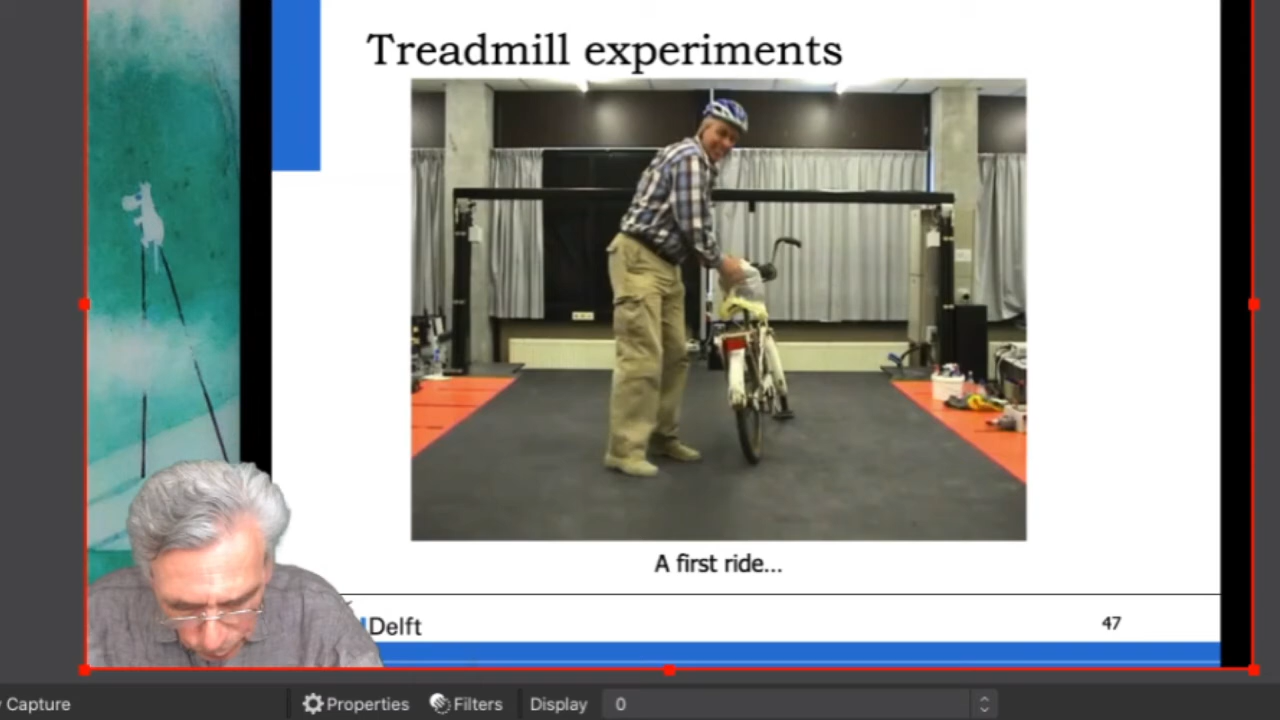 Treadmill experiments
A first ride...
Delft
47
Capture
Properties
Filters
Display
0